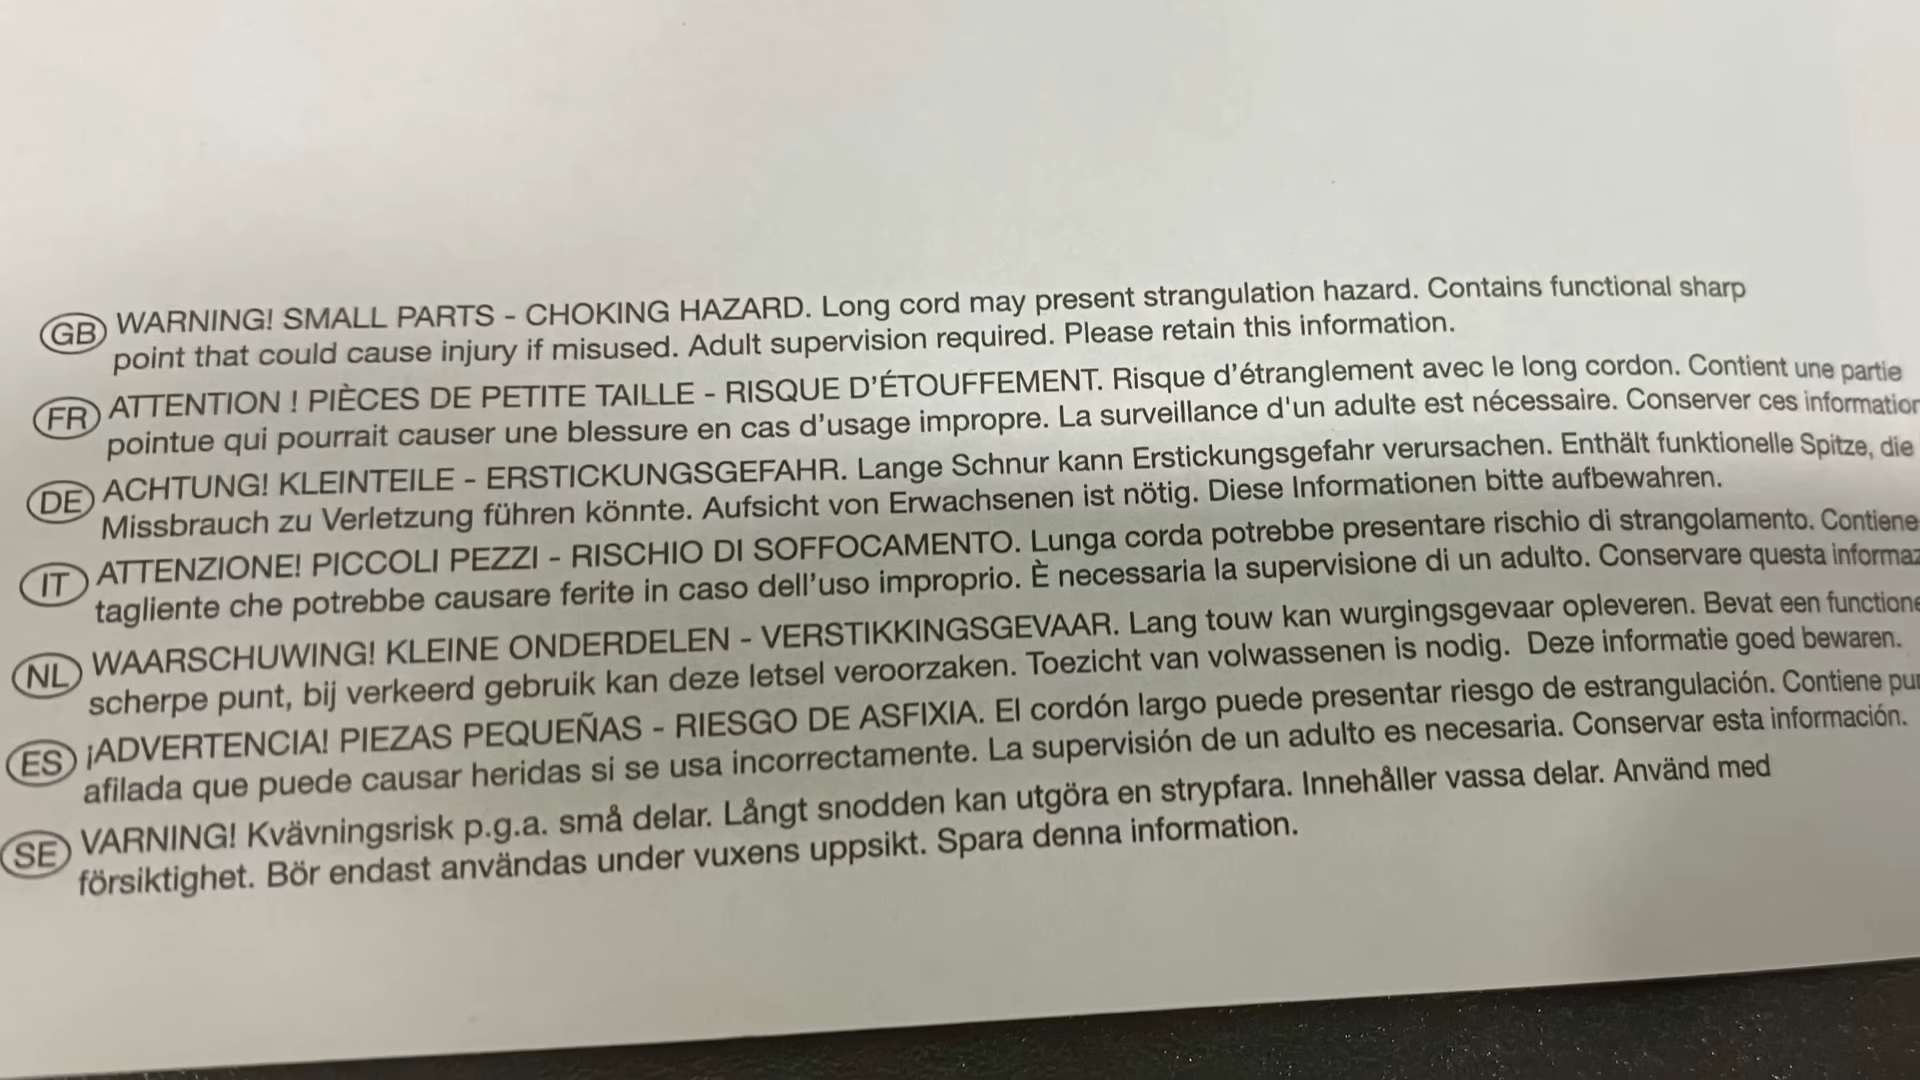 GB WARNING! SMALL PARTS - CHOKING HAZARD. Long cord may present strangulation hazard. Contains functional sharp
point that could cause injury if misused. Adult supervision required. Please retain this information.
FR ATTENTION ! PIÈCES DE PETITE TAILLE - RISQUE D'ÉTOUFFEMENT. Risque d'étranglement avec le long cordon. Contient une partie
pointue qui pourrait causer une blessure en cas d'usage impropre. La surveillance d'un adulte est nécessaire. Conserver ces
DE ACHTUNG! KLEINTEILE - ERSTICKUNGSGEFAHR. Lange Schnur kann Erstickungsgefahr verursachen. Enthält funktionelle Spitze, die
Missbrauch zu Verletzung führen könnte. Aufsicht von Erwachsenen ist nötig. Diese Informationen bitte aufbewahren.
IT ATTENZIONE! PICCOLI PEZZI - RISCHIO DI SOFFOCAMENTO. Lunga corda potrebbe presentare rischio di strangolamento. Contiene
tagliente che potrebbe causare ferite in caso dell'uso improprio. È necessaria la supervisione di un adulto. Conservare questa
NL WAARSCHUWING! KLEINE ONDERDELEN - VERSTIKKINGSGEVAAR. Lang touw kan wurgingsgevaar opleveren. Bevat een
scherpe punt, bij verkeerd gebruik kan deze letsel veroorzaken. Toezicht van volwassenen is nodig. Deze informatie goed bewaren.
ES ¡ADVERTENCIA! PIEZAS PEQUEÑAS - RIESGO DE ASFIXIA. El cordón largo puede presentar riesgo de estrangulación. Contiene
afilada que puede causar heridas si se usa incorrectamente. La supervisión de un adulto es necesaria. Conservar esta información.
SE VARNING! Kvävningsrisk p.g.a. små delar. Långt snodden kan utgöra en strypfara. Innehåller vassa delar. Använd med
försiktighet. Bör endast användas under vuxens uppsikt. Spara denna information.